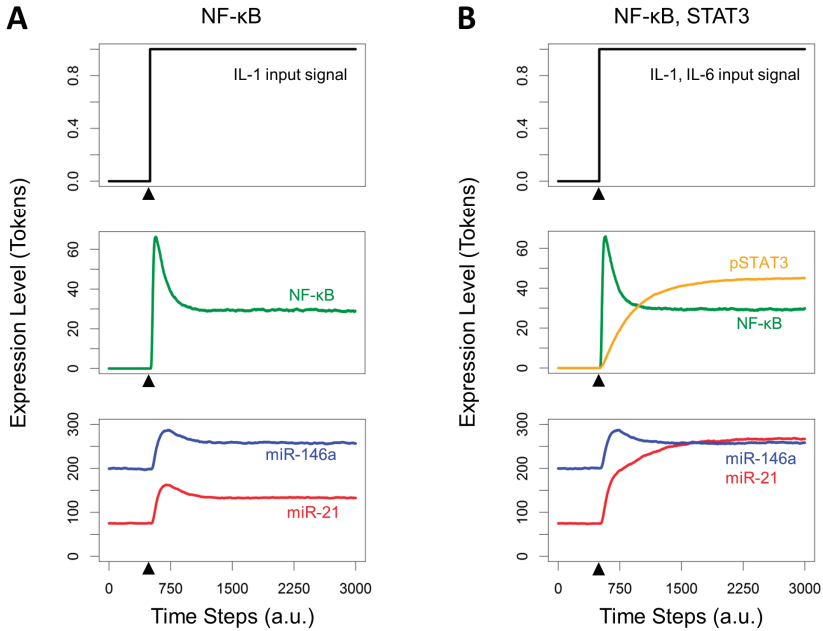 A
NF-κB
B
NF-κB, STAT3
Expression Level (Tokens)
0.8
0.4
0.0
IL-1 input signal
60
40
20
0
NF-κB
300
200
100
0
miR-146a
miR-21
0 750 1500 2250 3000
Time Steps (a.u.)
Expression Level (Tokens)
0.8
0.4
0.0
IL-1, IL-6 input signal
60
40
20
0
pSTAT3
NF-κB
300
200
100
0
miR-146a
miR-21
0 750 1500 2250 3000
Time Steps (a.u.)